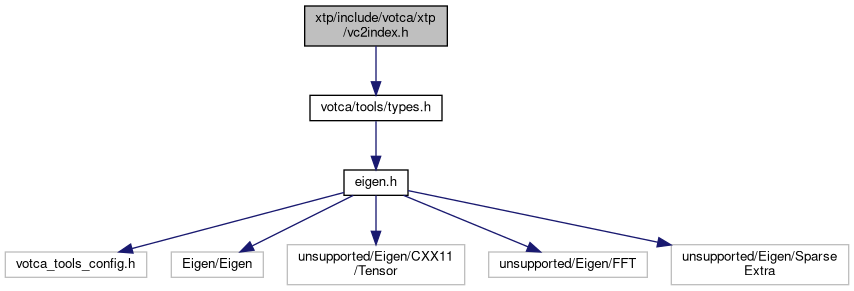 xtp/include/votca/xtp
/vc2index.h
votca/tools/types.h
eigen.h
votca_tools_config.h
Eigen/Eigen
unsupported/Eigen/CXX11
/Tensor
unsupported/Eigen/FFT
unsupported/Eigen/Sparse
Extra